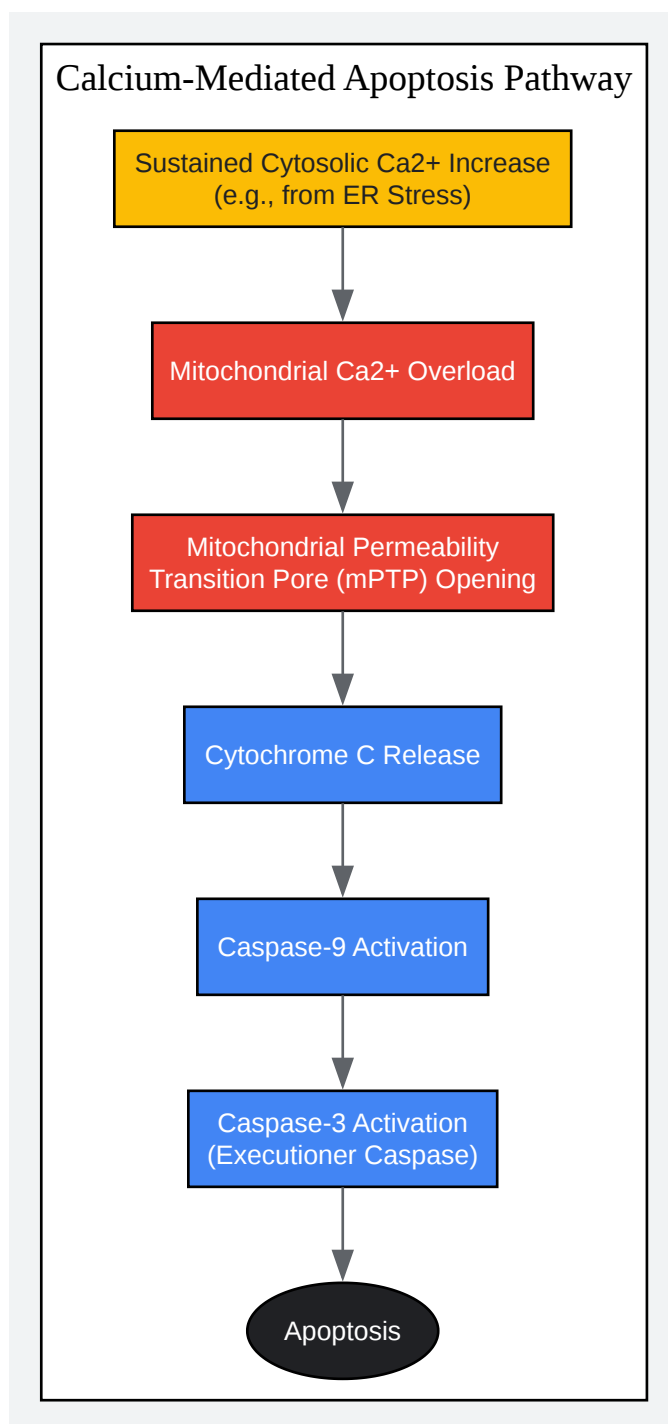 Calcium-Mediated Apoptosis Pathway
Sustained Cytosolic Ca2+ Increase
(e.g., from ER Stress)
Mitochondrial Ca2+ Overload
Mitochondrial Permeability
Transition Pore (mPTP) Opening
Cytochrome C Release
Caspase-9 Activation
Caspase-3 Activation
(Executioner Caspase)
Apoptosis